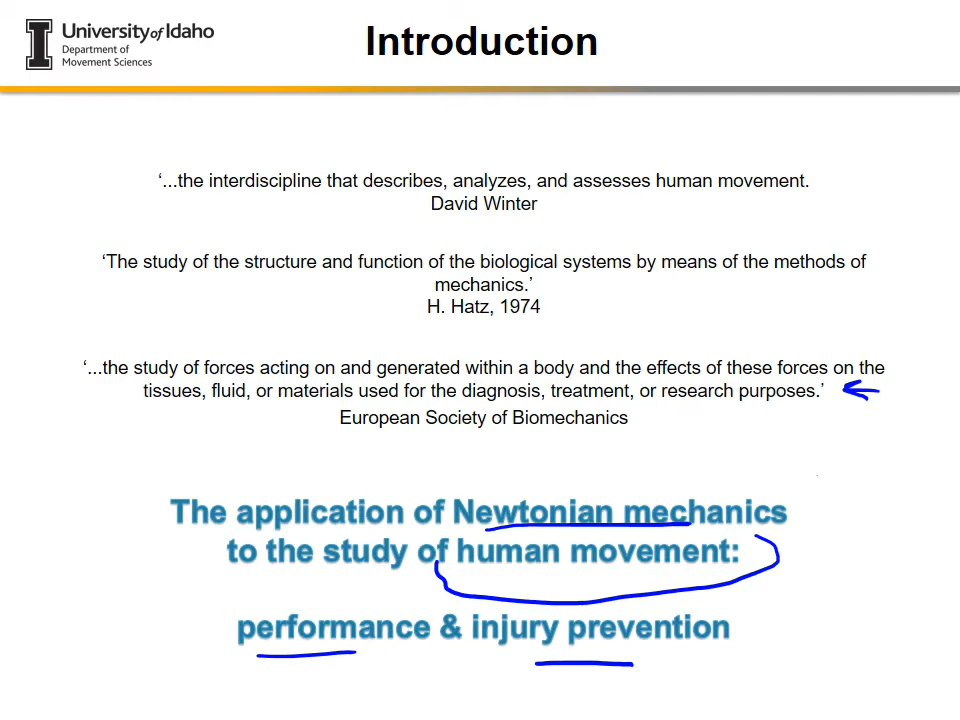 University of Idaho
Department of
Movement Sciences
Introduction
‘...the interdiscipline that describes, analyzes, and assesses human movement.
David Winter
‘The study of the structure and function of the biological systems by means of the methods of
mechanics.’
H. Hatz, 1974
‘...the study of forces acting on and generated within a body and the effects of these forces on the
tissues, fluid, or materials used for the diagnosis, treatment, or research purposes.’
European Society of Biomechanics
The application of Newtonian mechanics
to the study of human movement:
performance & injury prevention